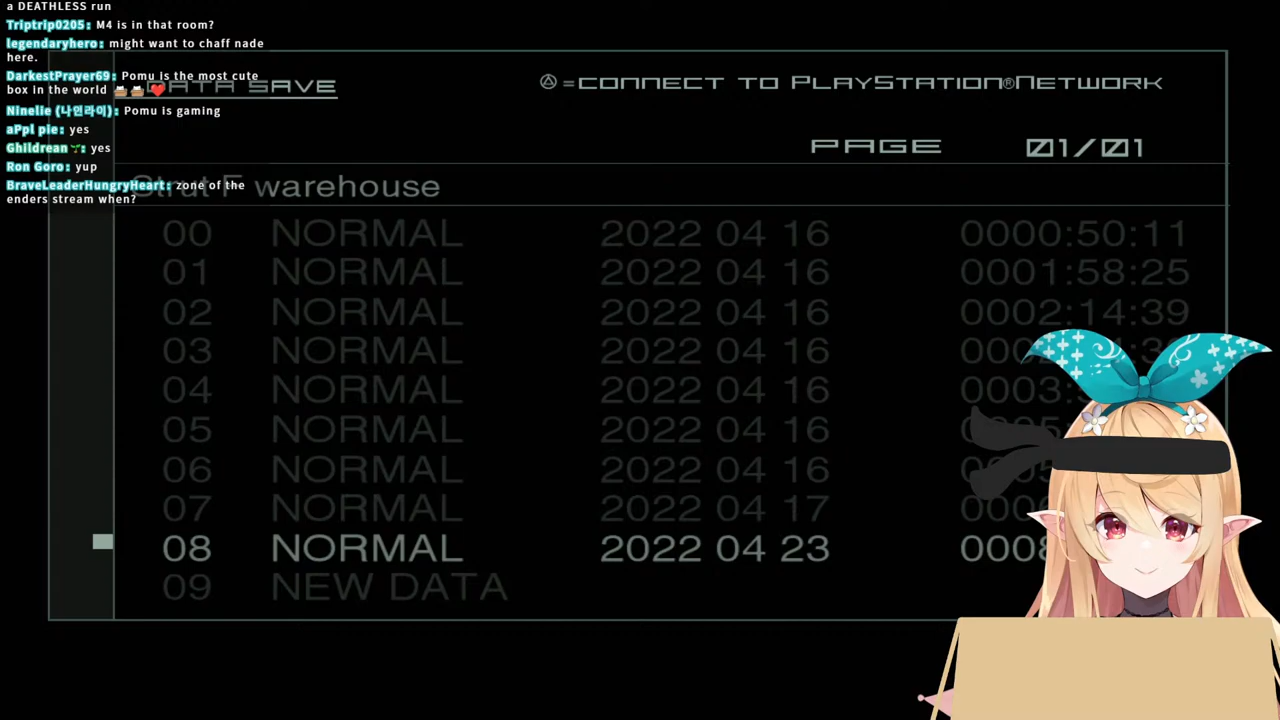 a DEATHLESS run
Triptrip0205: M4 is in that room?
legendaryhero: might want to chaff nade
here.
DarkestPrayer69: Pomu is the most cute
box in the world
Ninelie (나인라이): Pomu is gaming
aPpl pie: yes
Ghildrean: yes
Ron Goro: yup
BraveLeaderHungryHeart: zone of the
enders stream when?
DATA SAVE
=CONNECT TO PLAYSTATION®NETWORK
PAGE 01/01
Strut F warehouse
00 NORMAL 2022 04 16 0000:50:11
01 NORMAL 2022 04 16 0001:58:25
02 NORMAL 2022 04 16 0002:14:39
03 NORMAL 2022 04 16
04 NORMAL 2022 04 16
05 NORMAL 2022 04 16
06 NORMAL 2022 04 16
07 NORMAL 2022 04 17
08 NORMAL 2022 04 23
09 NEW DATA